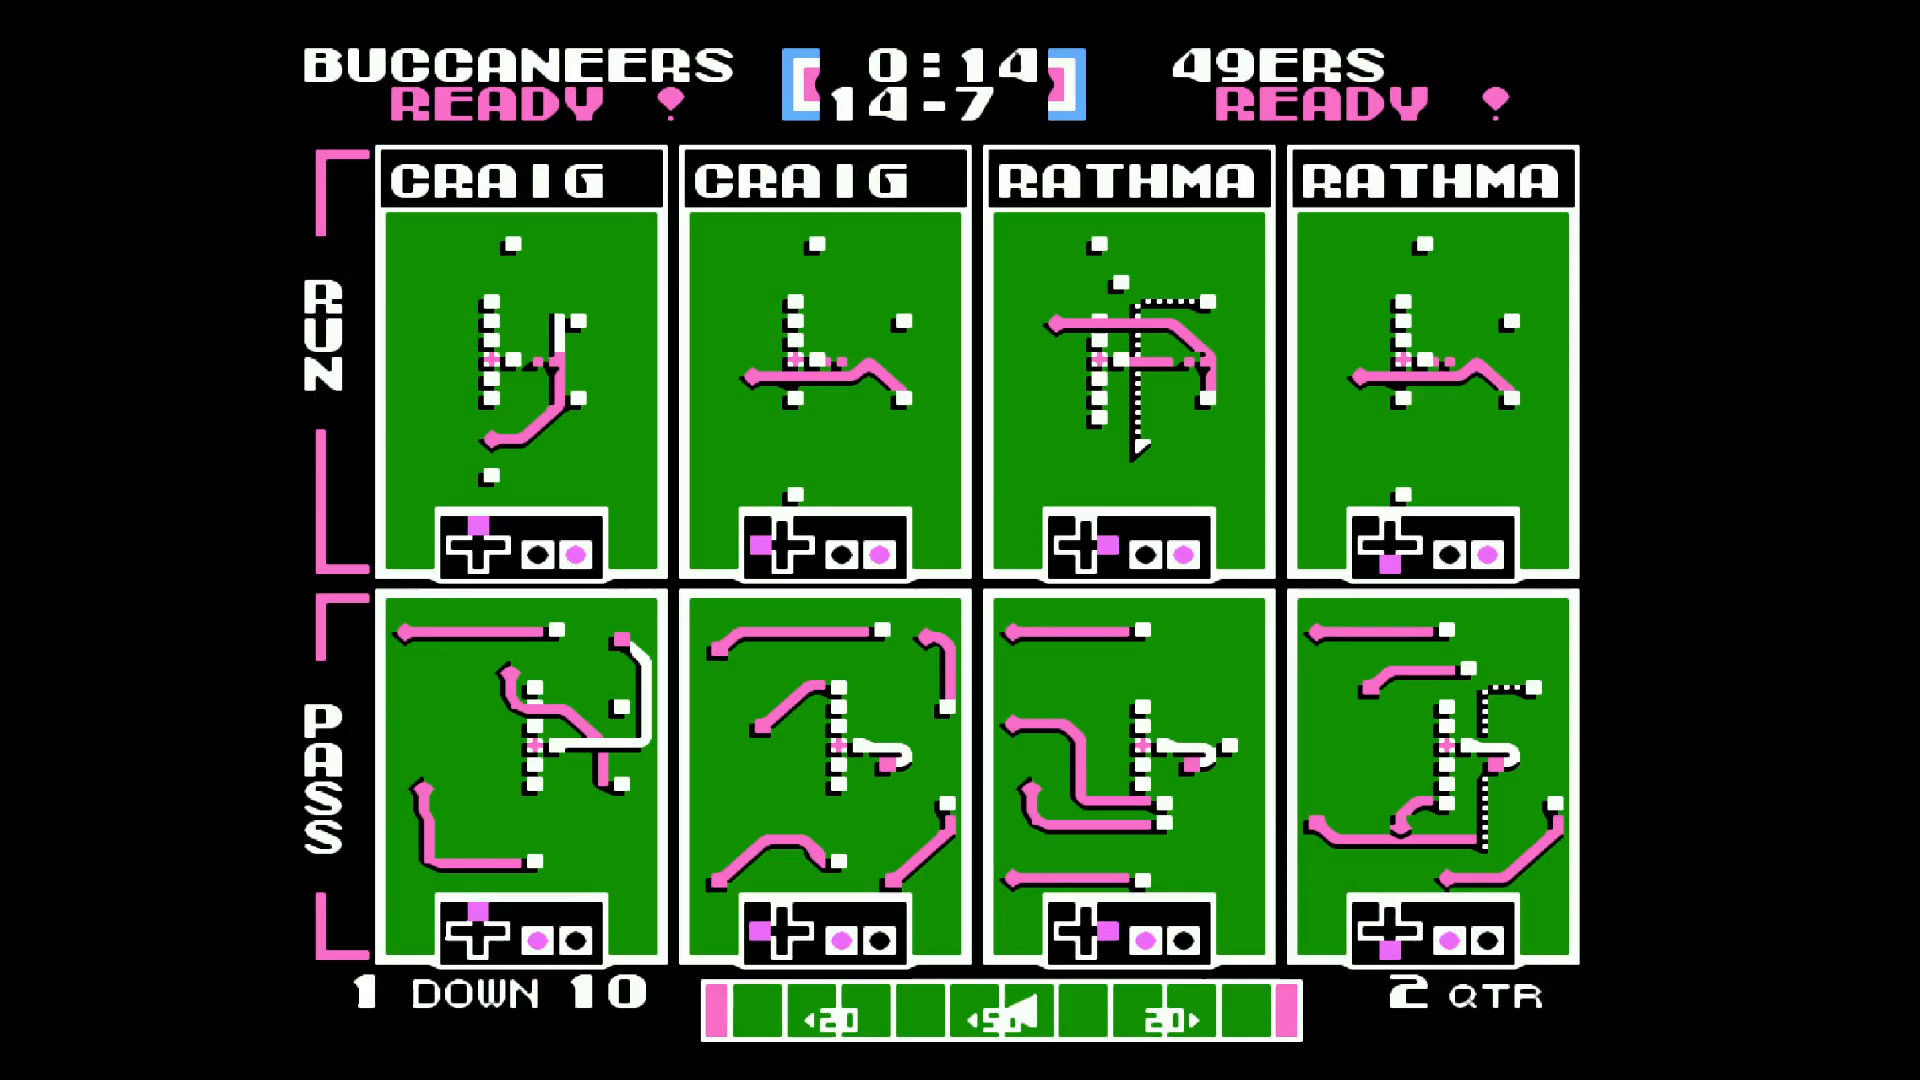 BUCCANEERS 0:14 49ERS
READY 14-7 READY
CRAIG CRAIG RATHMA RATHMA
RUN
PASS
1 DOWN 10 2 QTR
20 50 20